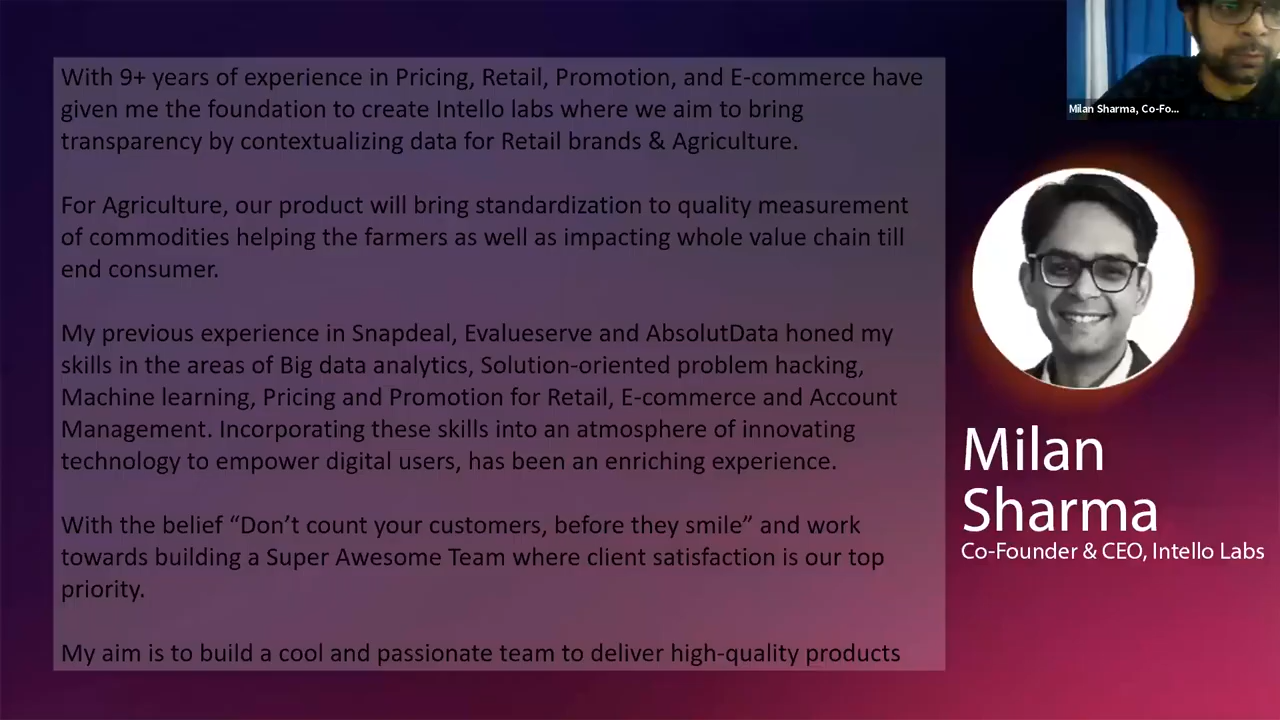 With 9+ years of experience in Pricing, Retail, Promotion, and E-commerce have
given me the foundation to create Intello labs where we aim to bring
transparency by contextualizing data for Retail brands & Agriculture.
For Agriculture, our product will bring standardization to quality measurement
of commodities helping the farmers as well as impacting whole value chain till
end consumer.
My previous experience in Snapdeal, Evalueserve and AbsolutData honed my
skills in the areas of Big data analytics, Solution-oriented problem hacking,
Machine learning, Pricing and Promotion for Retail, E-commerce and Account
Management. Incorporating these skills into an atmosphere of innovating
technology to empower digital users, has been an enriching experience.
With the belief “Don’t count your customers, before they smile” and work
towards building a Super Awesome Team where client satisfaction is our top
priority.
My aim is to build a cool and passionate team to deliver high-quality products
Milan Sharma, Co-Fo...
Milan
Sharma
Co-Founder & CEO, Intello Labs